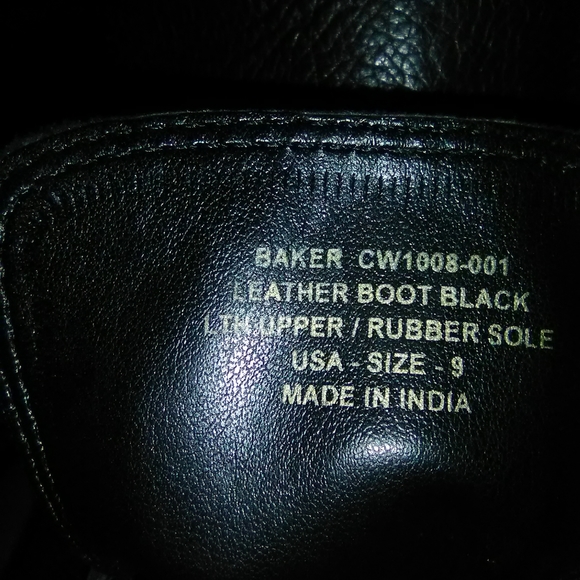 BAKER CW1008-001
LEATHER BOOT BLACK
LTH UPPER / RUBBER SOLE
USA - SIZE - 9
MADE IN INDIA